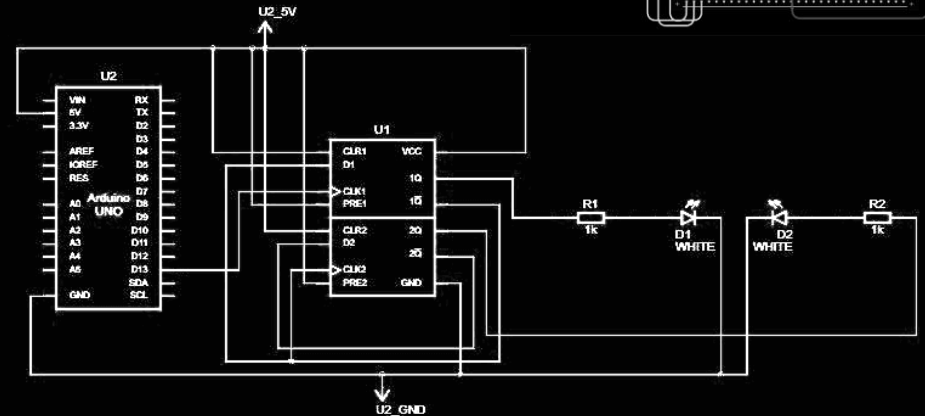 U2_5V
U2
VIN RX
5V TX
3.3V D2
D3
AREF D4
IOREF D5
RES D6
D7
A0 Arduino D8
A1 UNO D9
A2 D10
A3 D11
A4 D12
A5 D13
SDA
GND SCL
U1
CLR1 VCC
D1
1Q
CLK1
PRE1 1Q̅
CLR2 2Q
D2
2Q̅
CLK2
PRE2 GND
R1
1k
D1
WHITE
D2
WHITE
R2
1k
U2_GND